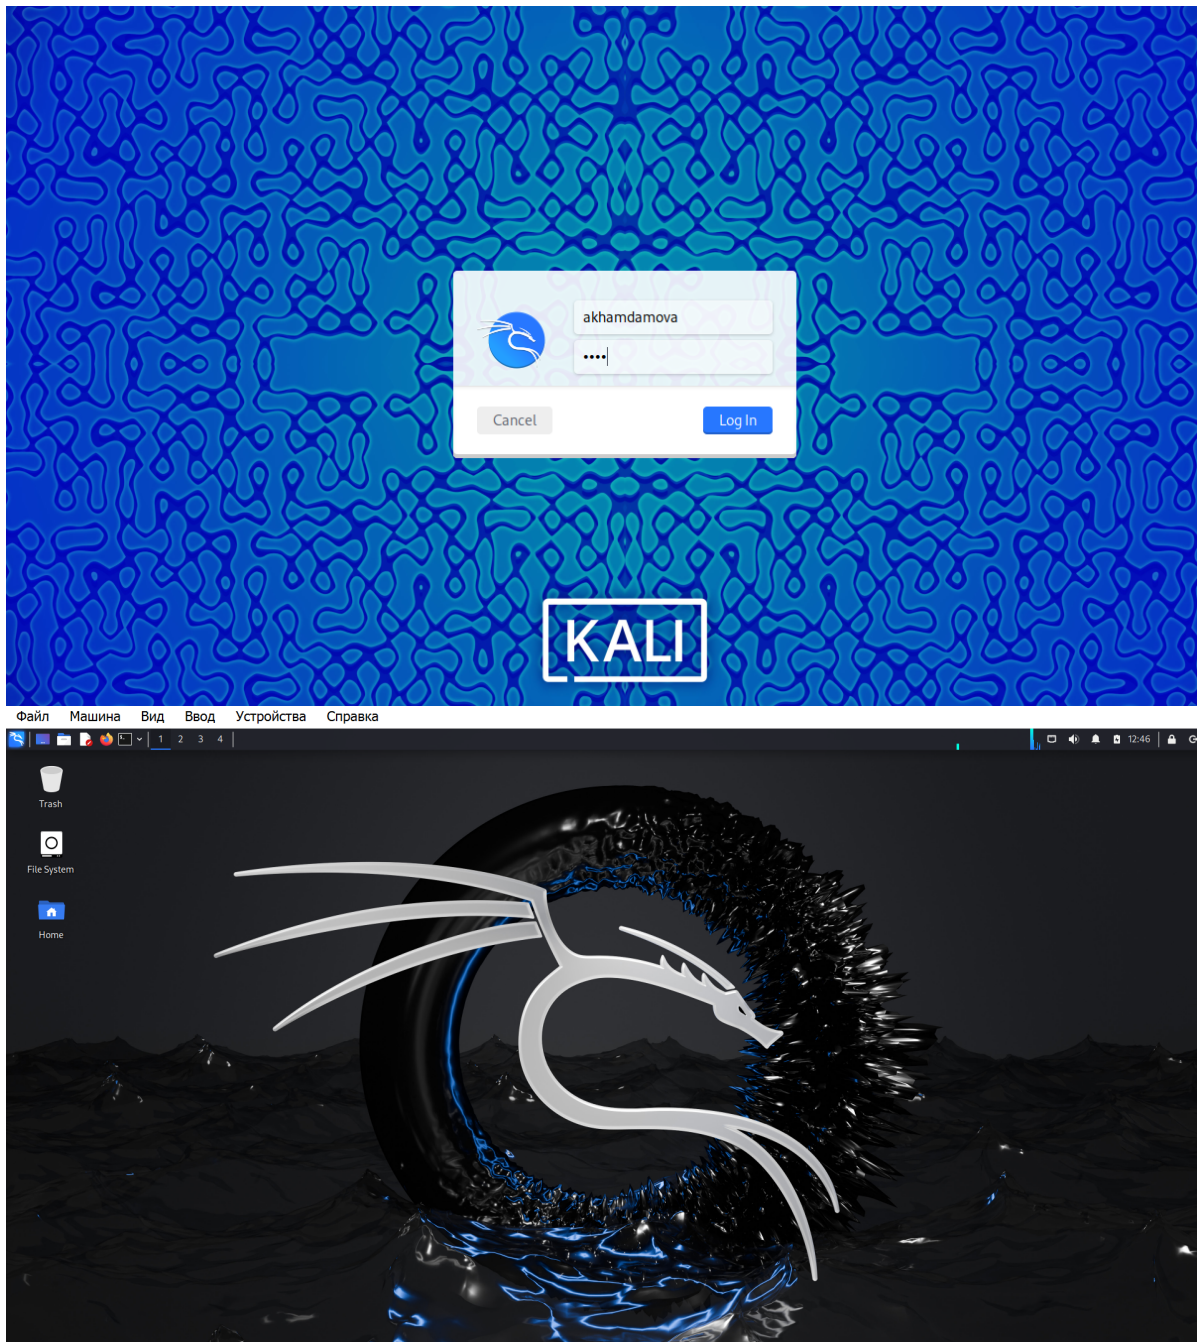 akhamdamova
••••
Cancel Log In
KALI
Файл Машина Вид Ввод Устройства Справка
1 2 3 4 12:46
Trash
File System
Home